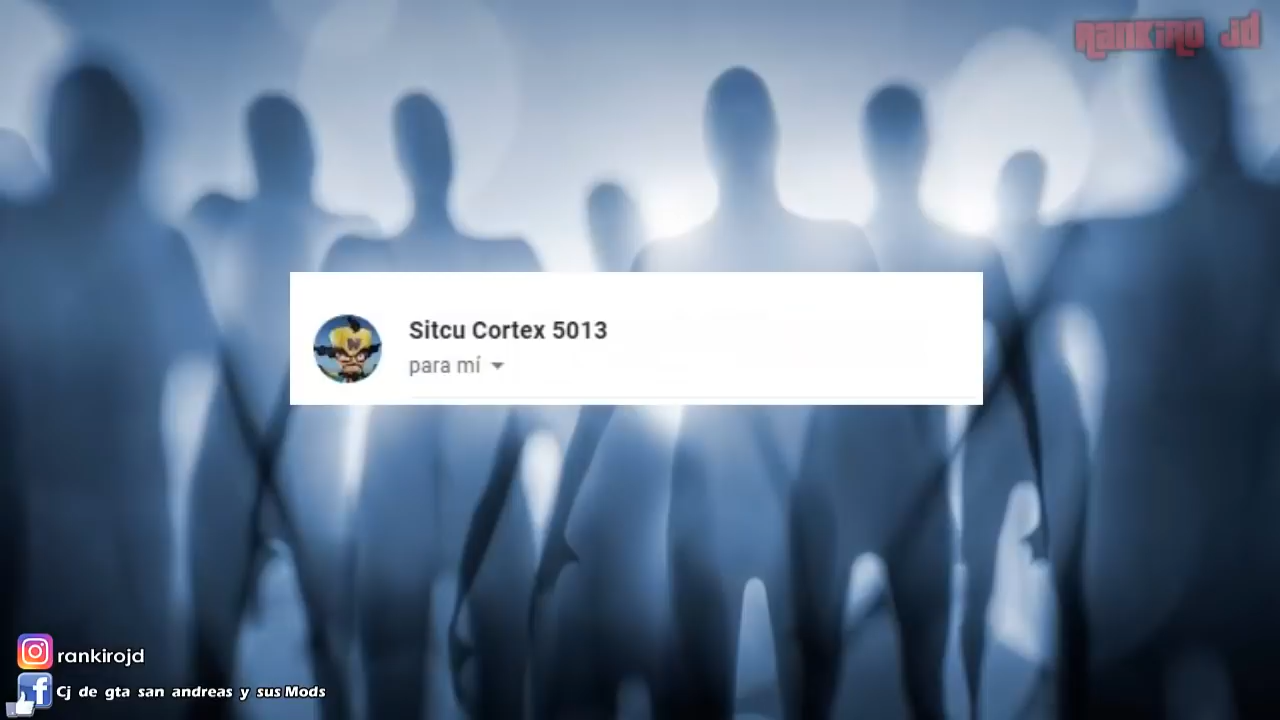 Rankiro Jd
Sitcu Cortex 5013
para mí
rankirojd
Cj de gta san andreas y sus Mods